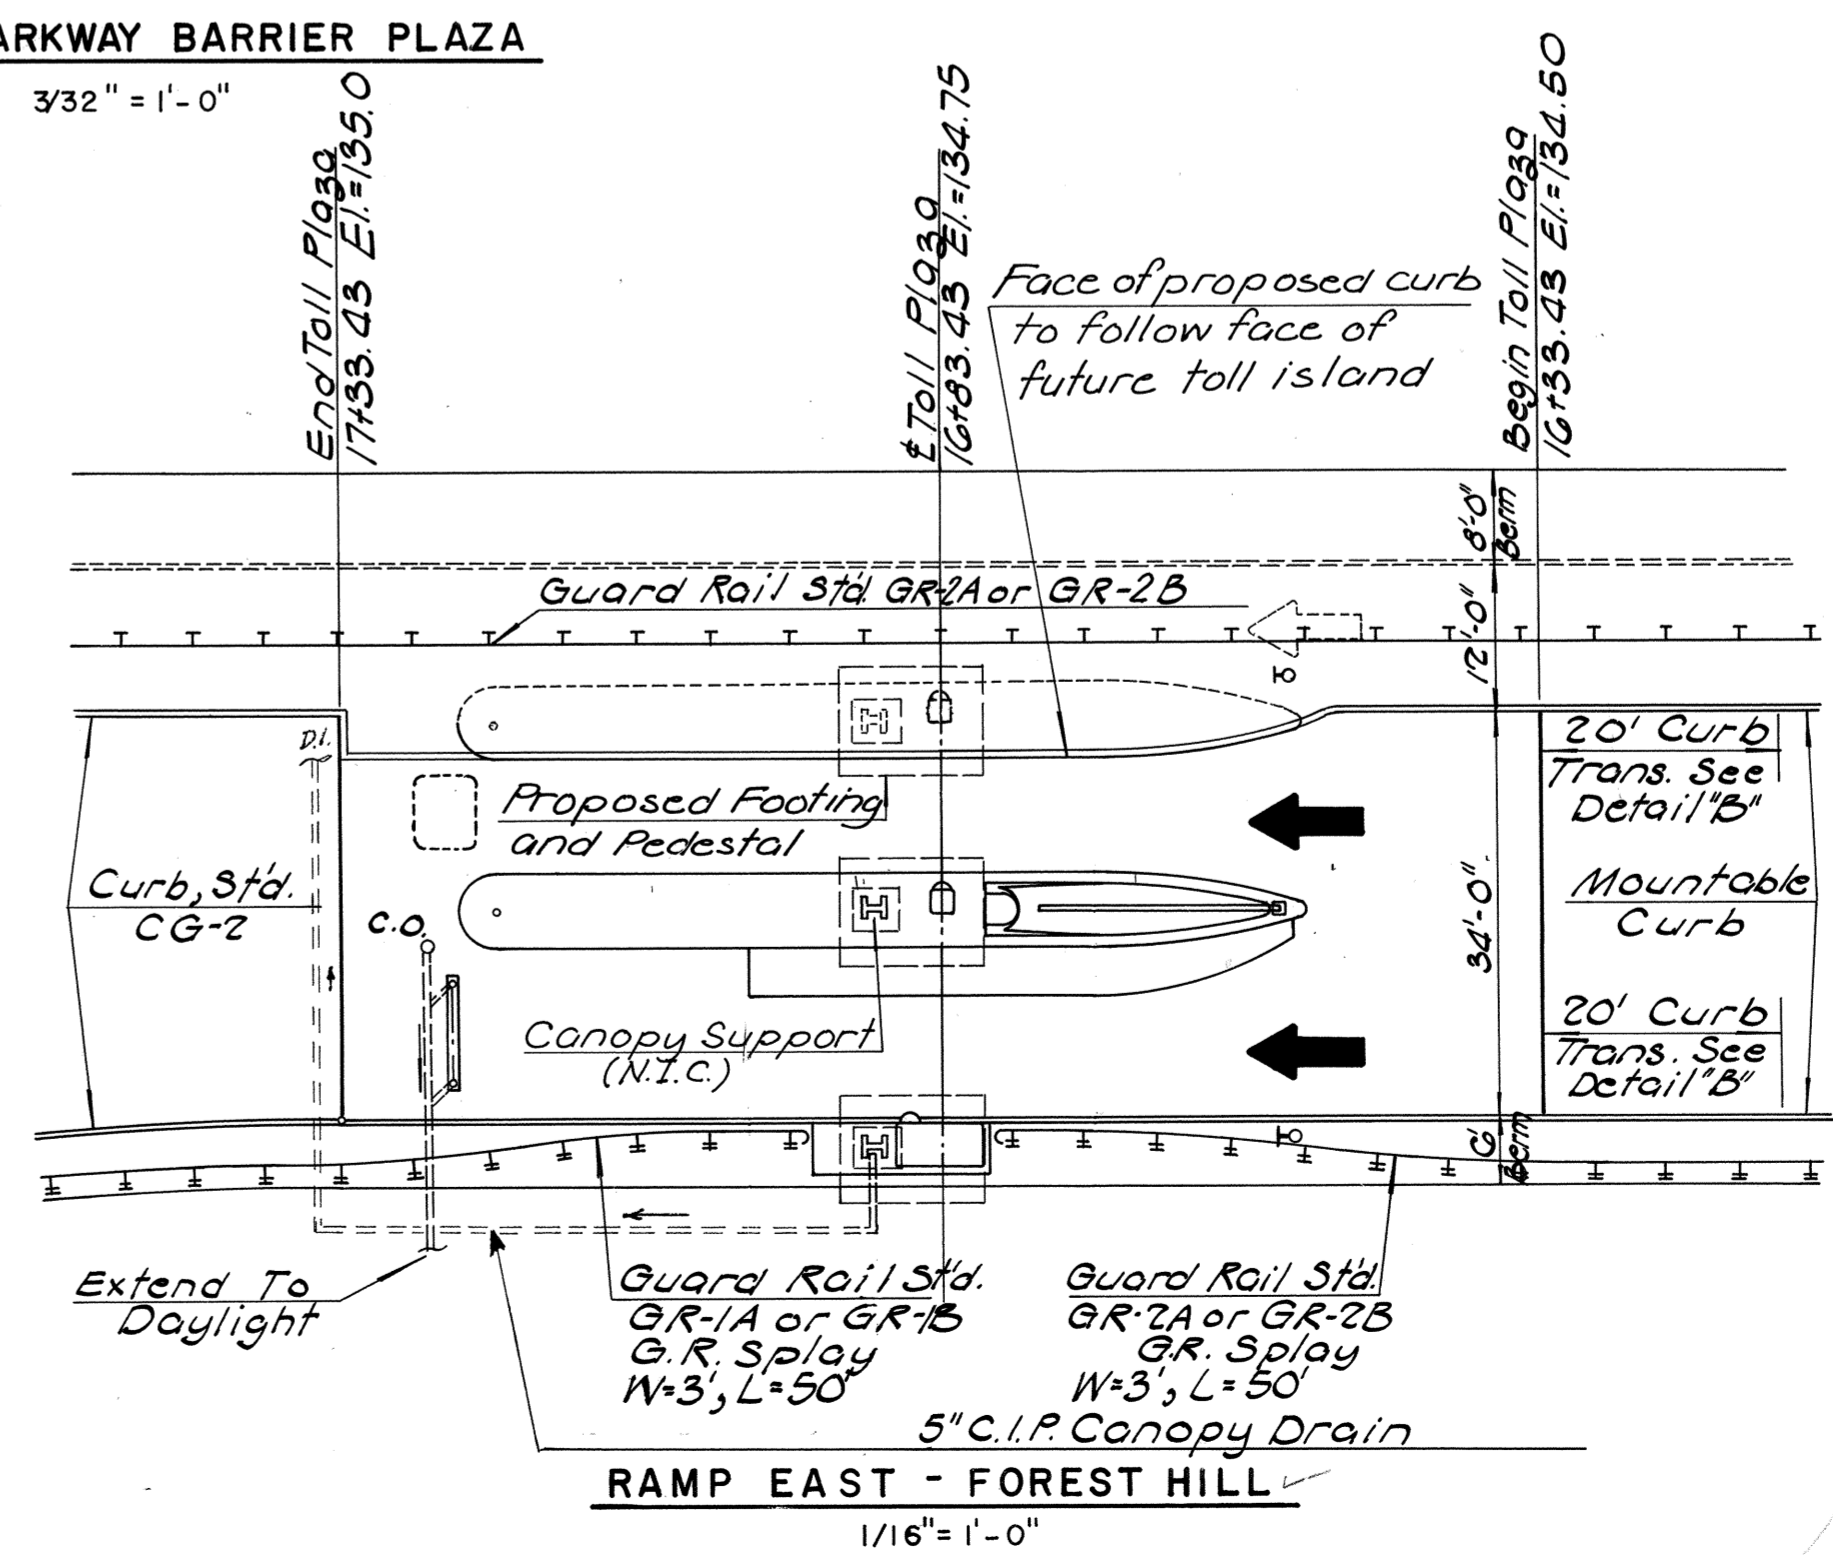 ARKWAY BARRIER PLAZA
3/32" = 1'-0"
End Toll Plaza
17+33.43 El.=135.0
℄ Toll Plaza
16+83.43 El.=134.75
Begin Toll Plaza
16+33.43 El.=134.50
Face of proposed curb
to follow face of
future toll island
8'-0"
Berm
Guard Rail Std. GR-2A or GR-2B
12'-0"
D.I.
20' Curb
Trans. See
Detail "B"
Proposed Footing
and Pedestal
Curb, St'd.
CG-2
C.O.
34'-0"
Mountable
Curb
Canopy Support
(N.I.C.)
20' Curb
Trans. See
Detail "B"
6'
Berm
Extend To
Daylight
Guard Rail St'd.
GR-1A or GR-1B
G.R. Splay
W=3', L=50'
Guard Rail St'd.
GR-2A or GR-2B
G.R. Splay
W=3', L=50'
5" C.I.P. Canopy Drain
RAMP EAST - FOREST HILL
1/16" = 1'-0"